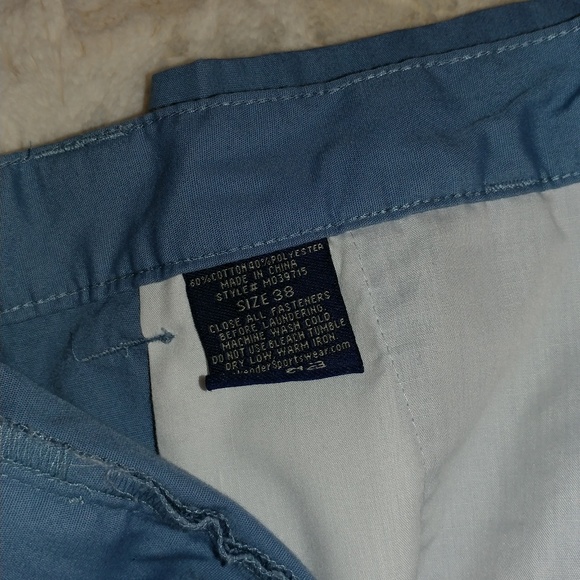 60% COTTON 40% POLYESTER
MADE IN CHINA
STYLE# M039715
SIZE 38
CLOSE ALL FASTENERS
BEFORE LAUNDERING
MACHINE WASH COLD
DO NOT USE BLEACH TUMBLE
DRY LOW, WARM IRON